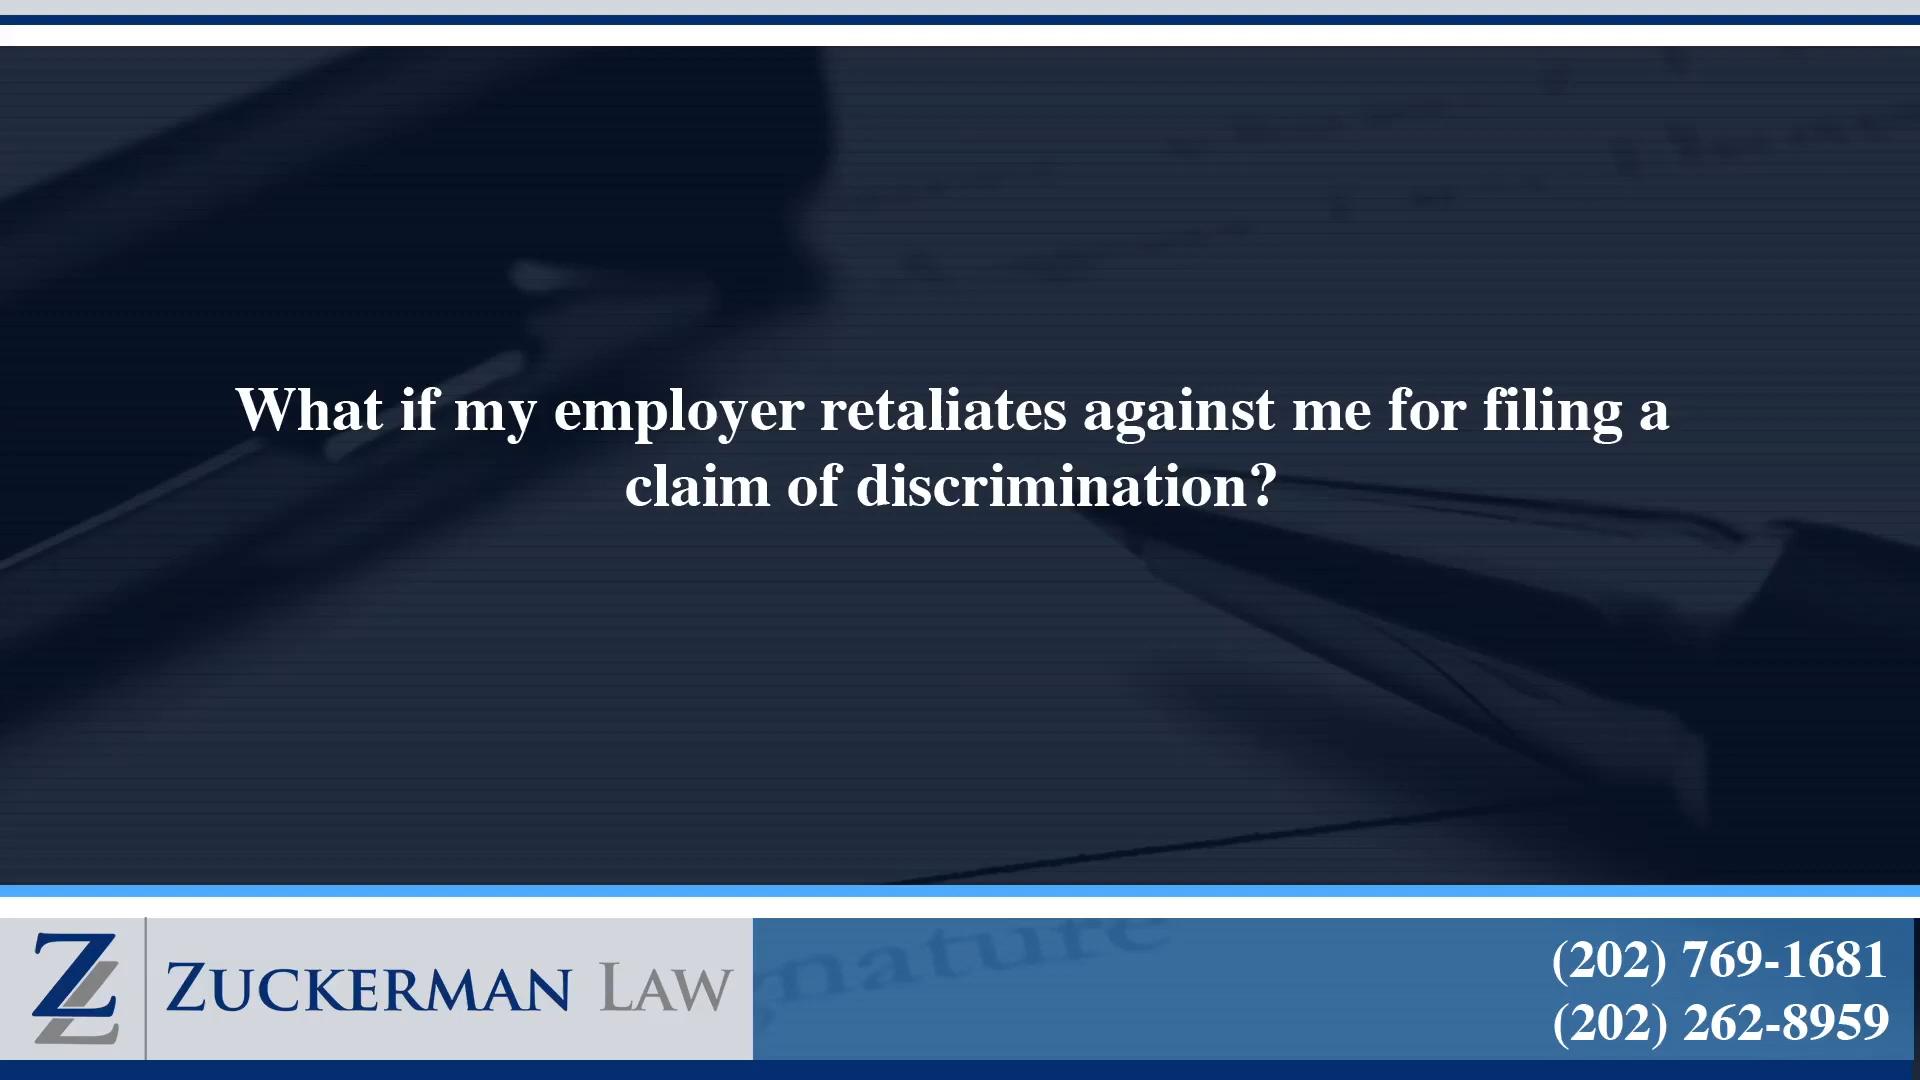 What if my employer retaliates against me for filing a
claim of discrimination?
ZUCKERMAN LAW
(202) 769-1681
(202) 262-8959
nature